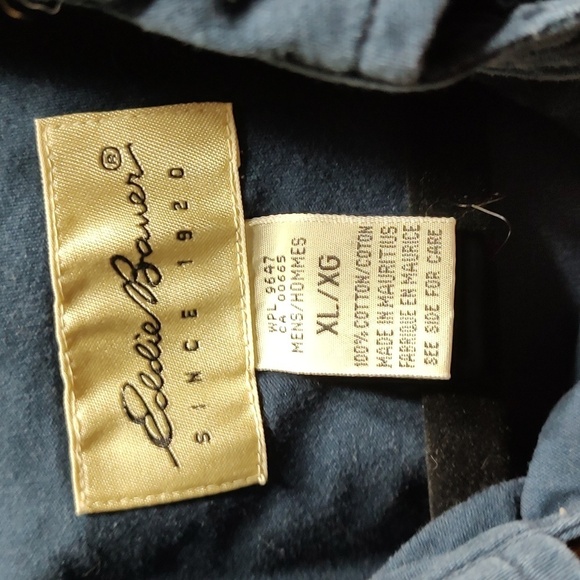 Eddie Bauer®
SINCE 1920
WPL 9647
CA 00665
MENS/HOMMES
XL/XG
100% COTTON/COTON
MADE IN MAURITIUS
FABRIQUE EN MAURICE
SEE SIDE FOR CARE